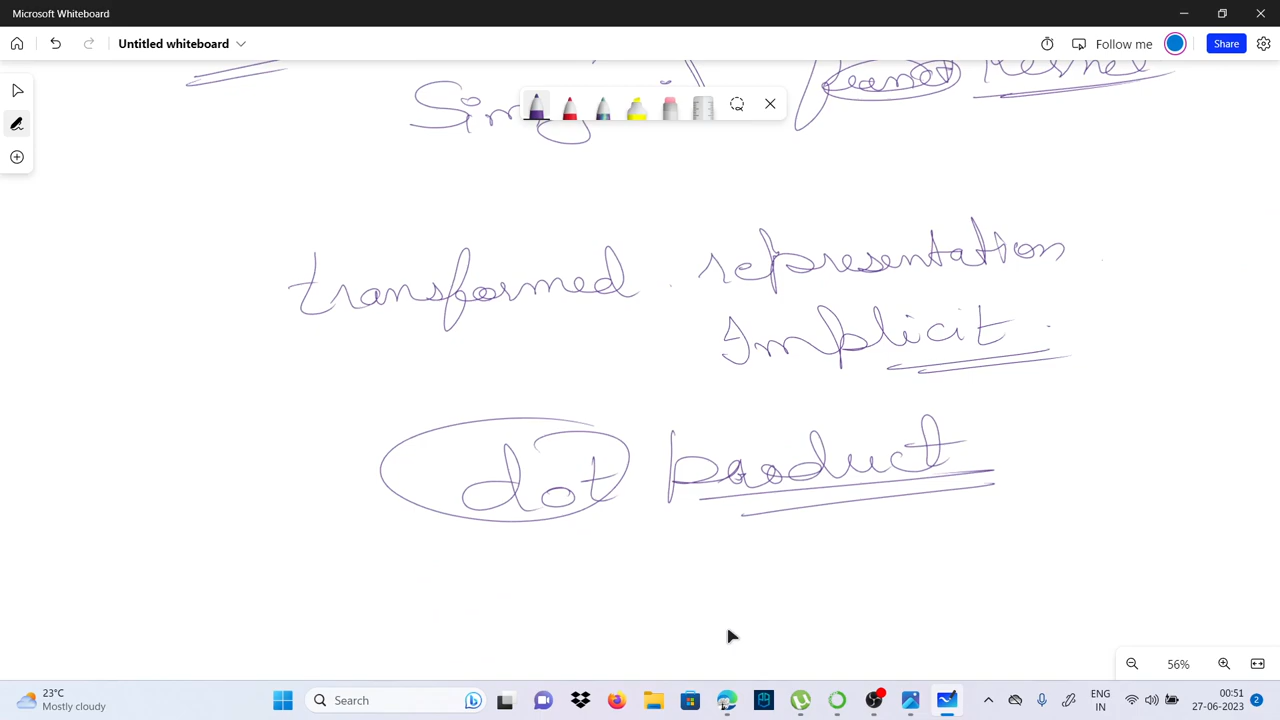 Microsoft Whiteboard
Untitled whiteboard
Follow me
Share
Kernel
transformed representation
Implicit
dot product
56%
23°C
Mostly cloudy
Search
ENG
IN
00:51
27-06-2023
2